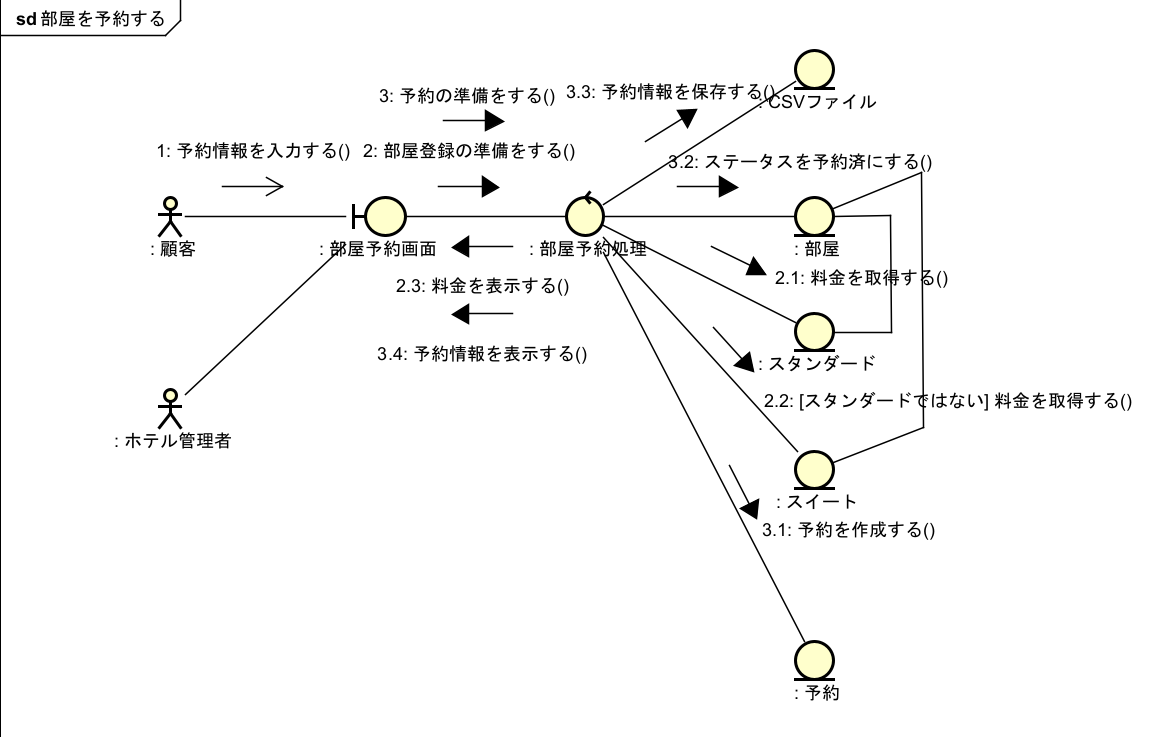 sd 部屋を予約する
3: 予約の準備をする()
3.3: 予約情報を保存する()
: CSVファイル
1: 予約情報を入力する()
2: 部屋登録の準備をする()
3.2: ステータスを予約済にする()
: 顧客
: 部屋予約画面
: 部屋予約処理
: 部屋
2.3: 料金を表示する()
2.1: 料金を取得する()
3.4: 予約情報を表示する()
: スタンダード
2.2: [スタンダードではない] 料金を取得する()
: ホテル管理者
: スイート
3.1: 予約を作成する()
: 予約